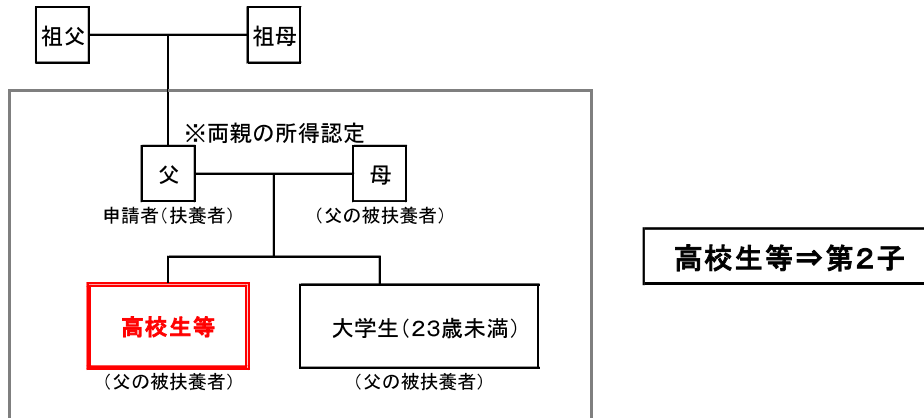 祖父
祖母
※両親の所得認定
父
母
申請者(扶養者)
(父の被扶養者)
高校生等⇒第2子
高校生等
大学生(23歳未満)
(父の被扶養者)
(父の被扶養者)